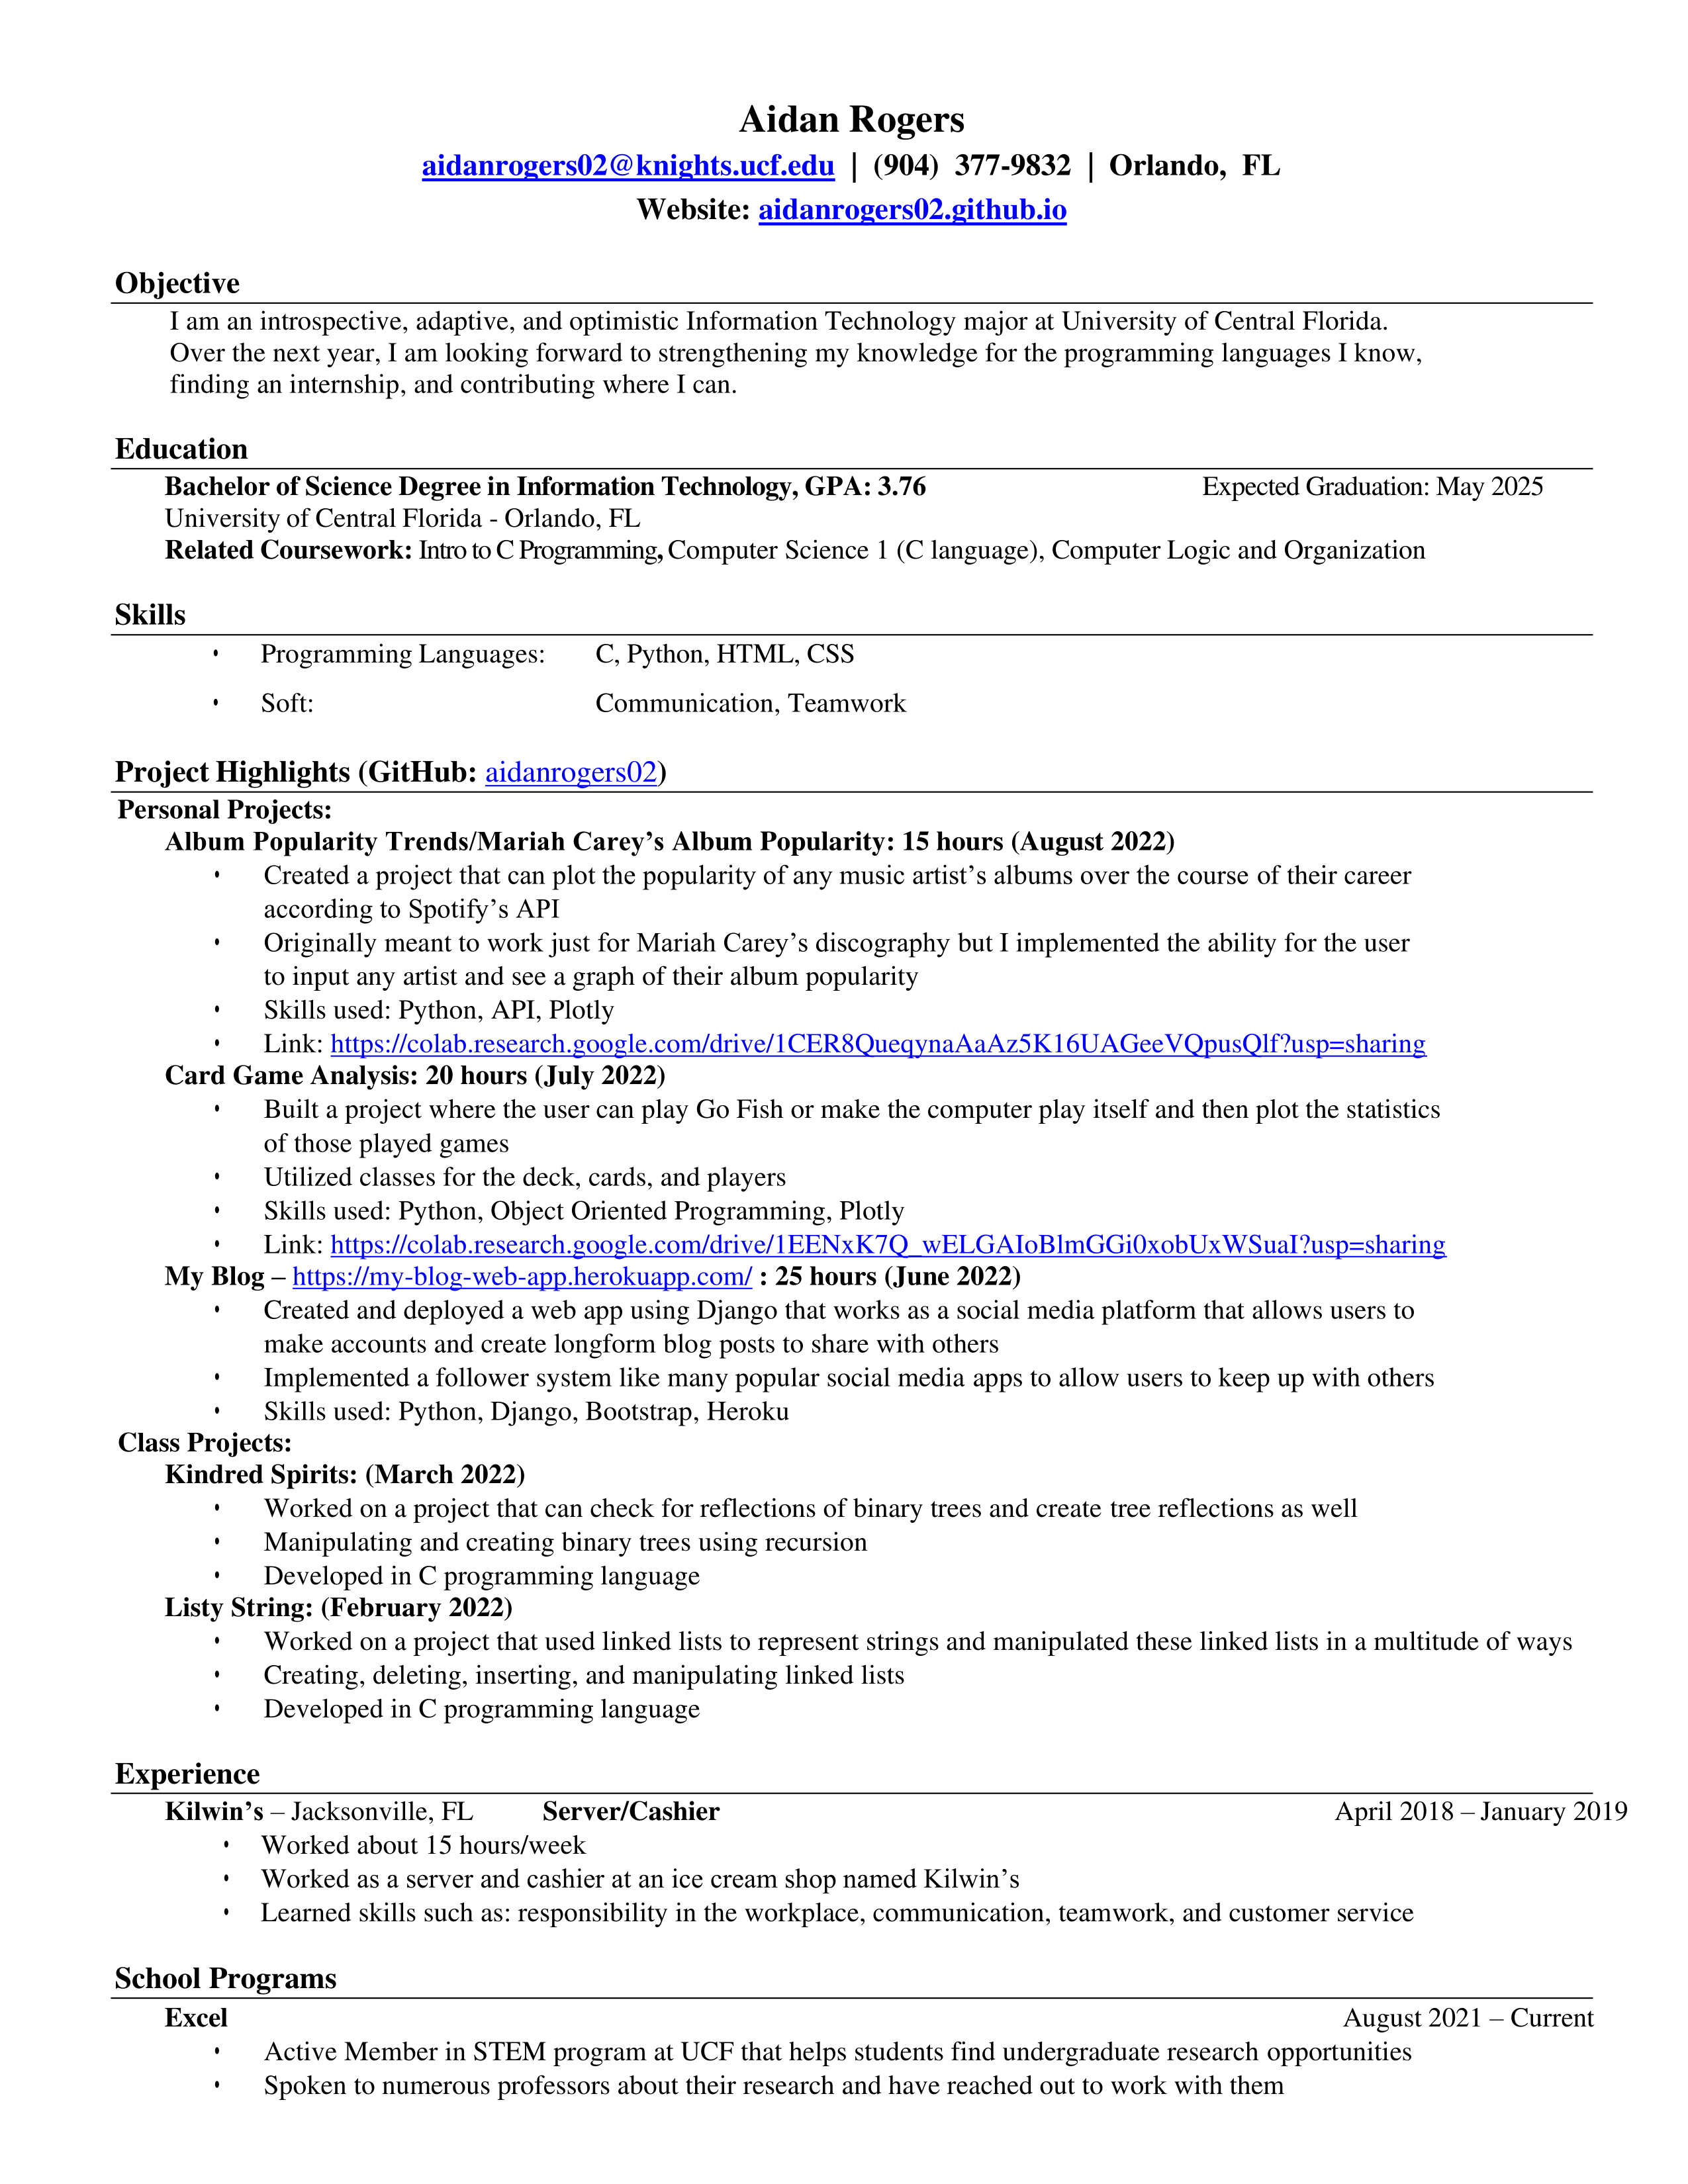 Aidan Rogers
aidanrogers02@knights.ucf.edu | (904) 377-9832 | Orlando, FL
Website: aidanrogers02.github.io
Objective
I am an introspective, adaptive, and optimistic Information Technology major at University of Central Florida.
Over the next year, I am looking forward to strengthening my knowledge for the programming languages I know,
finding an internship, and contributing where I can.
Education
Bachelor of Science Degree in Information Technology, GPA: 3.76 Expected Graduation: May 2025
University of Central Florida - Orlando, FL
Related Coursework: Intro to C Programming, Computer Science 1 (C language), Computer Logic and Organization
Skills
• Programming Languages: C, Python, HTML, CSS
• Soft: Communication, Teamwork
Project Highlights (GitHub: aidanrogers02)
Personal Projects:
Album Popularity Trends/Mariah Carey’s Album Popularity: 15 hours (August 2022)
• Created a project that can plot the popularity of any music artist’s albums over the course of their career
according to Spotify’s API
• Originally meant to work just for Mariah Carey’s discography but I implemented the ability for the user
to input any artist and see a graph of their album popularity
• Skills used: Python, API, Plotly
• Link: https://colab.research.google.com/drive/1CER8QueqynaAaAz5K16UAGeeVQpusQlf?usp=sharing
Card Game Analysis: 20 hours (July 2022)
• Built a project where the user can play Go Fish or make the computer play itself and then plot the statistics
of those played games
• Utilized classes for the deck, cards, and players
• Skills used: Python, Object Oriented Programming, Plotly
• Link: https://colab.research.google.com/drive/1EENxK7Q_wELGAIoBlmGGi0xobUxWSuaI?usp=sharing
My Blog – https://my-blog-web-app.herokuapp.com/ : 25 hours (June 2022)
• Created and deployed a web app using Django that works as a social media platform that allows users to
make accounts and create longform blog posts to share with others
• Implemented a follower system like many popular social media apps to allow users to keep up with others
• Skills used: Python, Django, Bootstrap, Heroku
Class Projects:
Kindred Spirits: (March 2022)
• Worked on a project that can check for reflections of binary trees and create tree reflections as well
• Manipulating and creating binary trees using recursion
• Developed in C programming language
Listy String: (February 2022)
• Worked on a project that used linked lists to represent strings and manipulated these linked lists in a multitude of ways
• Creating, deleting, inserting, and manipulating linked lists
• Developed in C programming language
Experience
Kilwin’s – Jacksonville, FL Server/Cashier April 2018 – January 2019
• Worked about 15 hours/week
• Worked as a server and cashier at an ice cream shop named Kilwin’s
• Learned skills such as: responsibility in the workplace, communication, teamwork, and customer service
School Programs
Excel August 2021 – Current
• Active Member in STEM program at UCF that helps students find undergraduate research opportunities
• Spoken to numerous professors about their research and have reached out to work with them